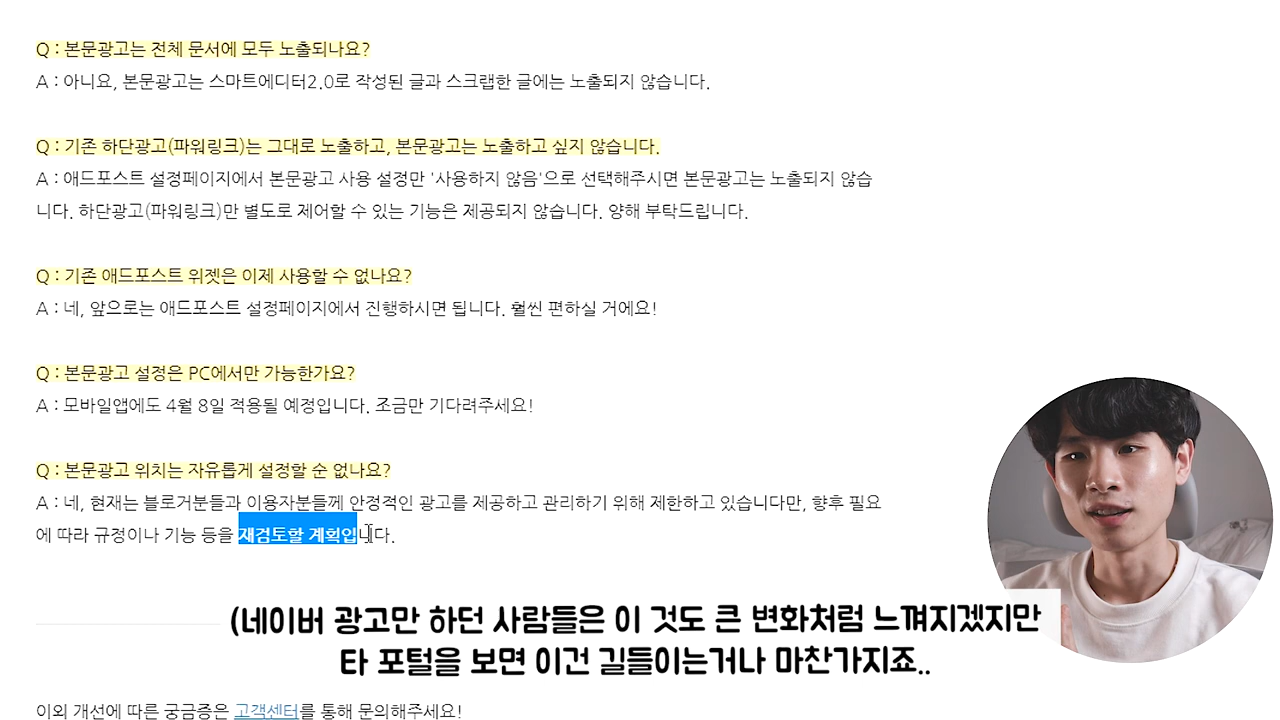 Q : 본문광고는 전체 문서에 모두 노출되나요?
A : 아니요, 본문광고는 스마트에디터2.0로 작성된 글과 스크랩한 글에는 노출되지 않습니다.
Q : 기존 하단광고(파워링크)는 그대로 노출하고, 본문광고는 노출하고 싶지 않습니다.
A : 애드포스트 설정페이지에서 본문광고 사용 설정만 '사용하지 않음'으로 선택해주시면 본문광고는 노출되지 않습
니다. 하단광고(파워링크)만 별도로 제어할 수 있는 기능은 제공되지 않습니다. 양해 부탁드립니다.
Q : 기존 애드포스트 위젯은 이제 사용할 수 없나요?
A : 네, 앞으로는 애드포스트 설정페이지에서 진행하시면 됩니다. 훨씬 편하실 거에요!
Q : 본문광고 설정은 PC에서만 가능한가요?
A : 모바일앱에도 4월 8일 적용될 예정입니다. 조금만 기다려주세요!
Q : 본문광고 위치는 자유롭게 설정할 순 없나요?
A : 네, 현재는 블로거분들과 이용자분들께 안정적인 광고를 제공하고 관리하기 위해 제한하고 있습니다만, 향후 필요
에 따라 규정이나 기능 등을 재검토할 계획입니다.
(네이버 광고만 하던 사람들은 이 것도 큰 변화처럼 느껴지겠지만
타 포털을 보면 이건 길들이는거나 마찬가지죠..
이외 개선에 따른 궁금증은 고객센터를 통해 문의해주세요!